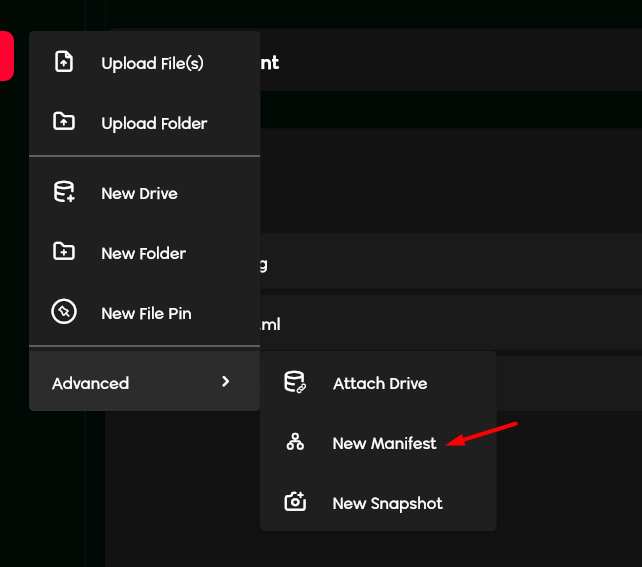 Upload File(s)
nt
Upload Folder
New Drive
New Folder
g
New File Pin
ml
Advanced
Attach Drive
New Manifest
New Snapshot